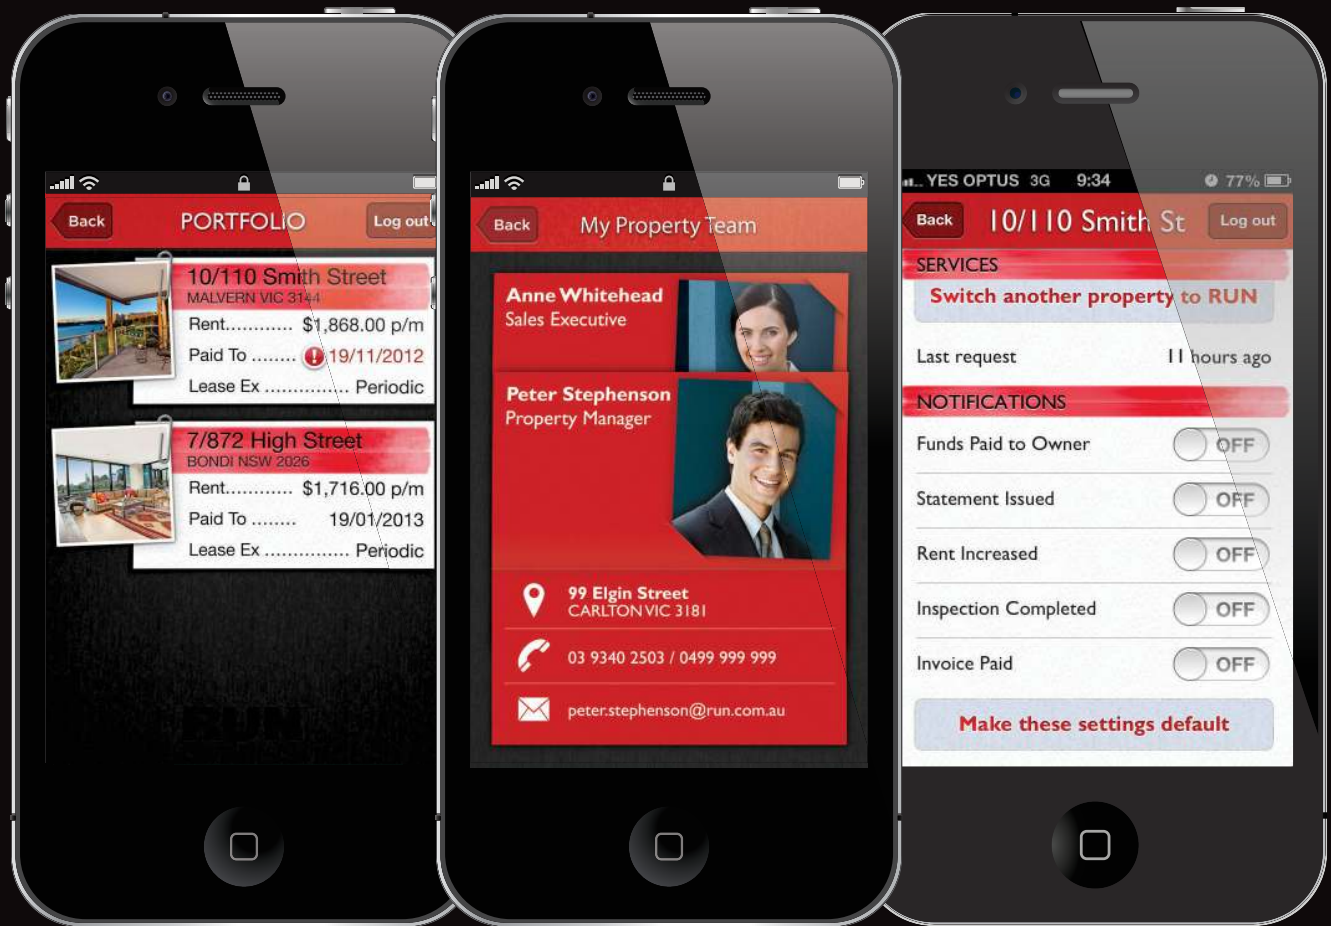 Back PORTFOLIO Log out
10/110 Smith Street
MALVERN VIC 3144
Rent............ $1,868.00 p/m
Paid To ........ 19/11/2012
Lease Ex ............... Periodic
7/872 High Street
BONDI NSW 2026
Rent............ $1,716.00 p/m
Paid To ........ 19/01/2013
Lease Ex ............... Periodic
RUN
Back My Property Team
Anne Whitehead
Sales Executive
Peter Stephenson
Property Manager
99 Elgin Street
CARLTON VIC 3181
03 9340 2503 / 0499 999 999
peter.stephenson@run.com.au
YES OPTUS 3G 9:34 77%
Back 10/110 Smith St Log out
SERVICES
Switch another property to RUN
Last request 11 hours ago
NOTIFICATIONS
Funds Paid to Owner OFF
Statement Issued OFF
Rent Increased OFF
Inspection Completed OFF
Invoice Paid OFF
Make these settings default